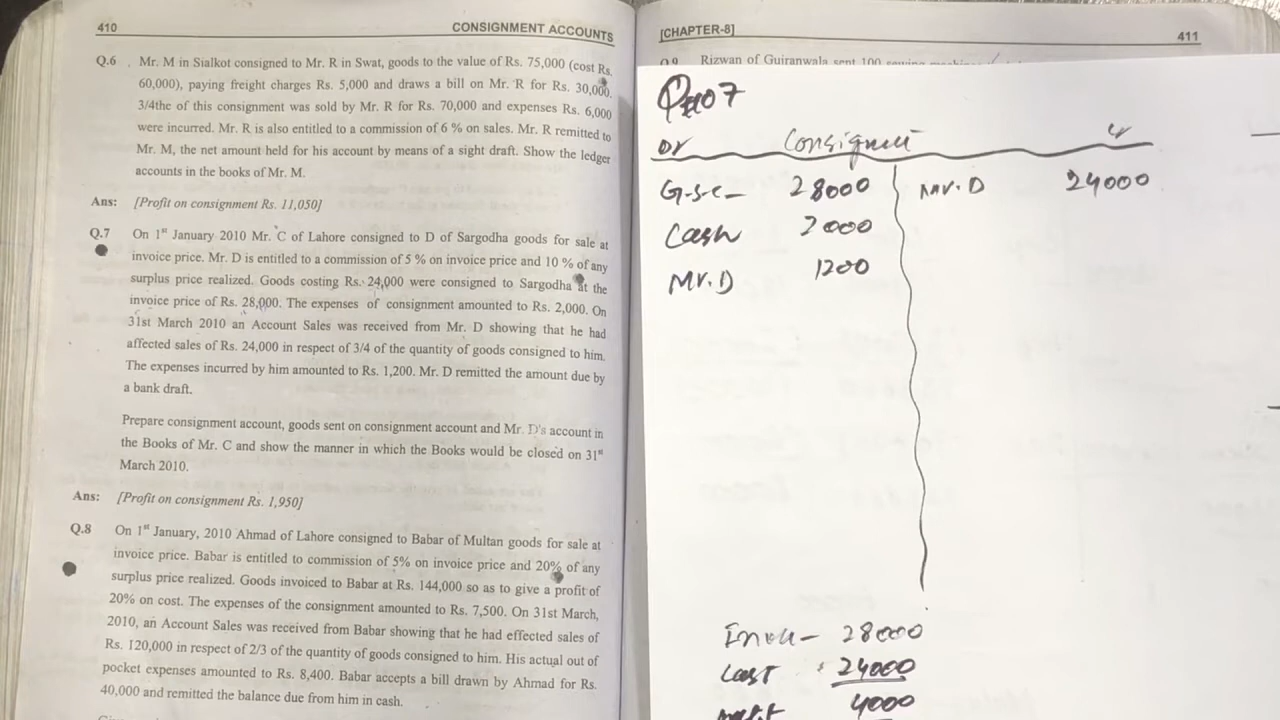 410
CONSIGNMENT ACCOUNTS
Q.6 Mr. M in Sialkot consigned to Mr. R in Swat, goods to the value of Rs. 75,000 (cost Rs.
60,000), paying freight charges Rs. 5,000 and draws a bill on Mr. R for Rs. 30,000.
3/4the of this consignment was sold by Mr. R for Rs. 70,000 and expenses Rs. 6,000
were incurred. Mr. R is also entitled to a commission of 6 % on sales. Mr. R remitted to
Mr. M, the net amount held for his account by means of a sight draft. Show the ledger
accounts in the books of Mr. M.
Ans: [Profit on consignment Rs. 11,050]
Q.7 On 1st January 2010 Mr. C of Lahore consigned to D of Sargodha goods for sale at
invoice price. Mr. D is entitled to a commission of 5 % on invoice price and 10 % of any
surplus price realized. Goods costing Rs. 24,000 were consigned to Sargodha at the
invoice price of Rs. 28,000. The expenses of consignment amounted to Rs. 2,000. On
31st March 2010 an Account Sales was received from Mr. D showing that he had
affected sales of Rs. 24,000 in respect of 3/4 of the quantity of goods consigned to him.
The expenses incurred by him amounted to Rs. 1,200. Mr. D remitted the amount due by
a bank draft.
Prepare consignment account, goods sent on consignment account and Mr. D's account in
the Books of Mr. C and show the manner in which the Books would be closed on 31st
March 2010.
Ans: [Profit on consignment Rs. 1,950]
Q.8 On 1st January, 2010 Ahmad of Lahore consigned to Babar of Multan goods for sale at
invoice price. Babar is entitled to commission of 5% on invoice price and 20% of any
surplus price realized. Goods invoiced to Babar at Rs. 144,000 so as to give a profit of
20% on cost. The expenses of the consignment amounted to Rs. 7,500. On 31st March,
2010, an Account Sales was received from Babar showing that he had effected sales of
Rs. 120,000 in respect of 2/3 of the quantity of goods consigned to him. His actual out of
pocket expenses amounted to Rs. 8,400. Babar accepts a bill drawn by Ahmad for Rs.
40,000 and remitted the balance due from him in cash.
[CHAPTER-8]
411
Rizwan of Gujranwala sent 100 sewing
07
Dr Consignment Cr
G.s.c 28000 Mr. D 24000
Cash 2000
Mr. D 1200
28000
Cost 24000
4000